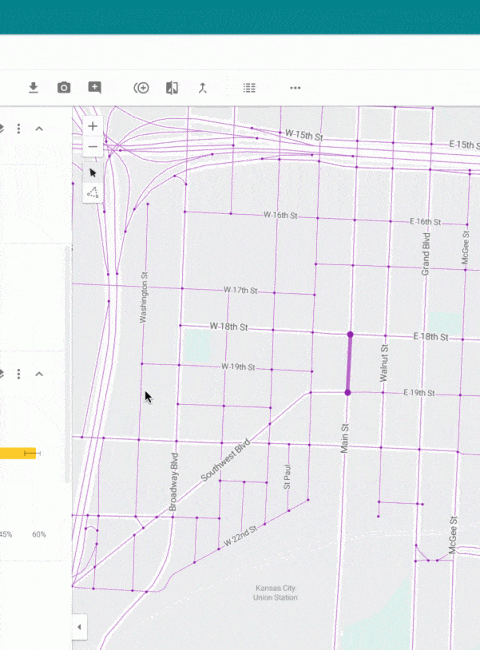 W 15th St
E 15th
W 16th St
E 16th St
Grand Blvd
McGee St
Washington St
W 17th St
W 18th St
E 18th St
Walnut St
W 19th St
E 19th St
Main St
Southwest Blvd
Broadway Blvd
St Paul
McGee St
W 22nd St
45%
60%
Kansas City
Union Station